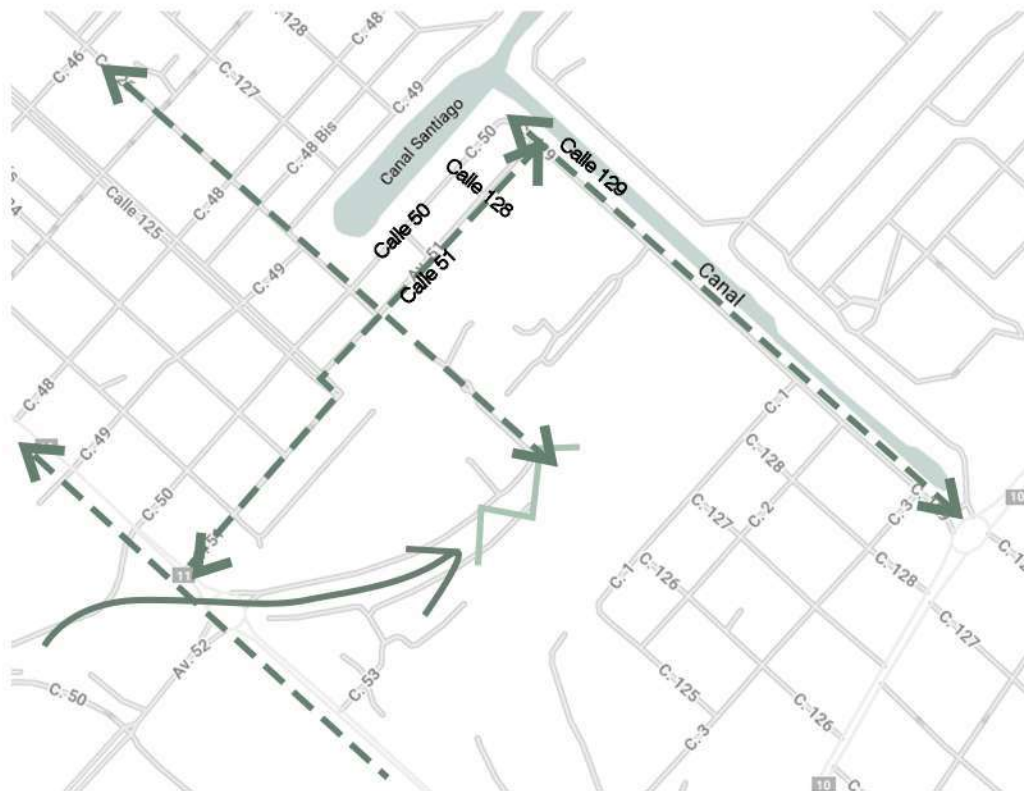 C.-128
C.-48
C.-46
C.-127
C.-49
C.-48 Bis
Canal Santiago
C.-50
Calle 129
Calle 128
Calle 125
C.-48
Calle 50
Calle 51
C.-49
Canal
C.-48
C.-1
C.-49
C.-128
C.-50
C.-127
C.-2
C.-3
10
11
C.-1
C.-126
C.-128
C.-127
Av.-52
C.-53
C.-50
C.-125
C.-126
C.-3
10